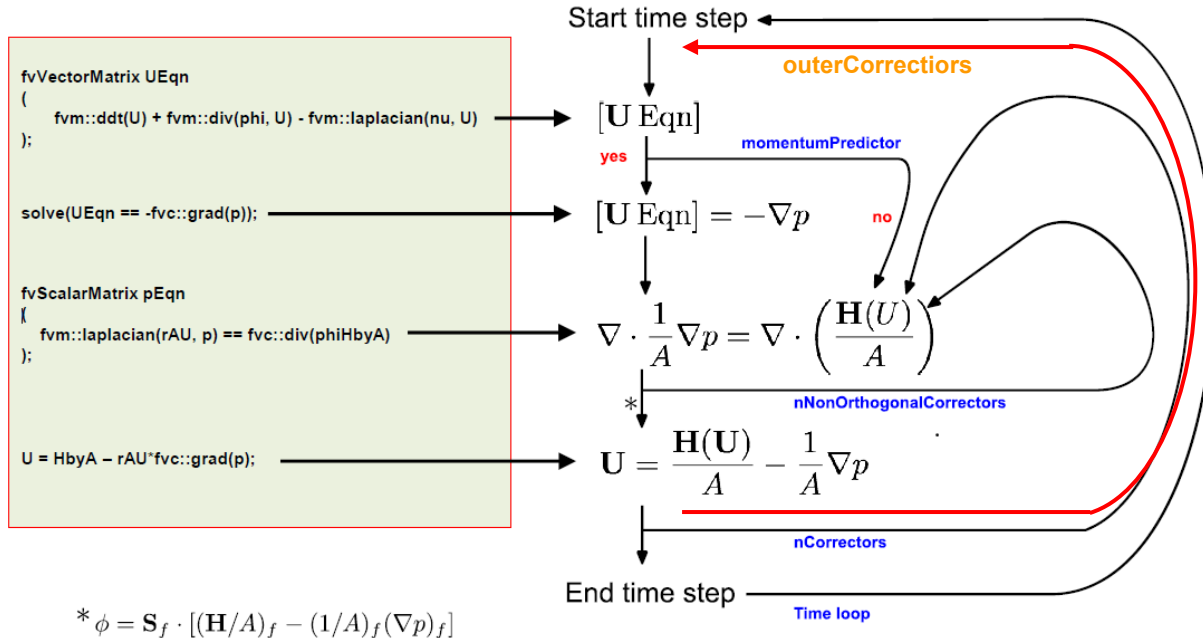 Start time step
outerCorrectiors
fvVectorMatrix UEqn
(
fvm::ddt(U) + fvm::div(phi, U) - fvm::laplacian(nu, U)
);
[U Eqn]
yes
momentumPredictor
solve(UEqn == -fvc::grad(p));
[U Eqn] = −∇p
no
fvScalarMatrix pEqn
(
fvm::laplacian(rAU, p) == fvc::div(phiHbyA)
);
∇ · 1/A ∇p = ∇ · (H(U)/A)
*
nNonOrthogonalCorrectors
U = HbyA – rAU*fvc::grad(p);
U = H(U)/A − 1/A ∇p
nCorrectors
End time step
Time loop
* ϕ = S_f · [(H/A)_f − (1/A)_f (∇p)_f]